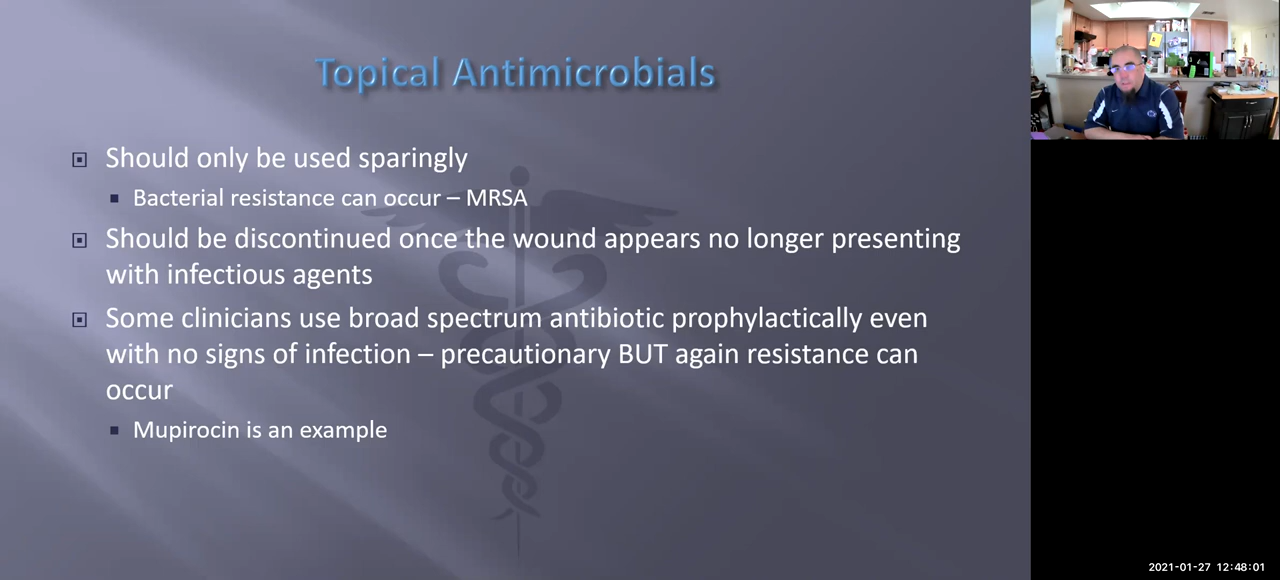 Topical Antimicrobials
Should only be used sparingly
Bacterial resistance can occur – MRSA
Should be discontinued once the wound appears no longer presenting
with infectious agents
Some clinicians use broad spectrum antibiotic prophylactically even
with no signs of infection – precautionary BUT again resistance can
occur
Mupirocin is an example
2021-01-27 12:48:01